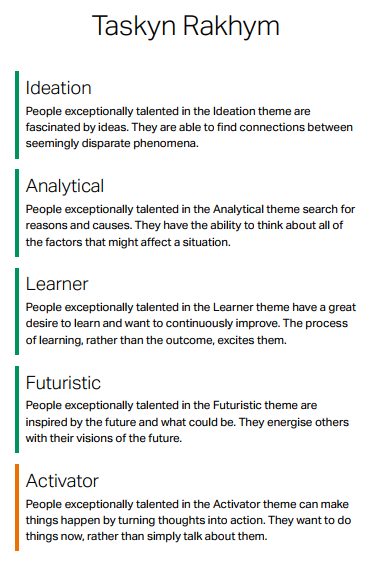 Taskyn Rakhym
Ideation
People exceptionally talented in the Ideation theme are
fascinated by ideas. They are able to find connections between
seemingly disparate phenomena.
Analytical
People exceptionally talented in the Analytical theme search for
reasons and causes. They have the ability to think about all of
the factors that might affect a situation.
Learner
People exceptionally talented in the Learner theme have a great
desire to learn and want to continuously improve. The process
of learning, rather than the outcome, excites them.
Futuristic
People exceptionally talented in the Futuristic theme are
inspired by the future and what could be. They energise others
with their visions of the future.
Activator
People exceptionally talented in the Activator theme can make
things happen by turning thoughts into action. They want to do
things now, rather than simply talk about them.